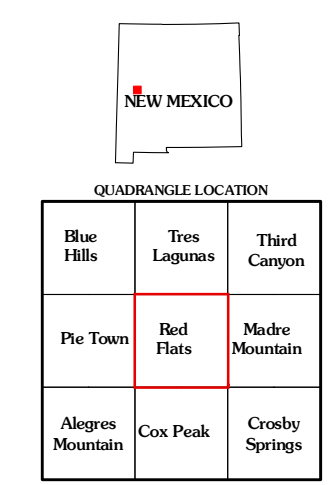 NEW MEXICO
QUADRANGLE LOCATION
Blue
Hills
Tres
Lagunas
Third
Canyon
Pie Town
Red
Flats
Madre
Mountain
Alegres
Mountain
Cox Peak
Crosby
Springs